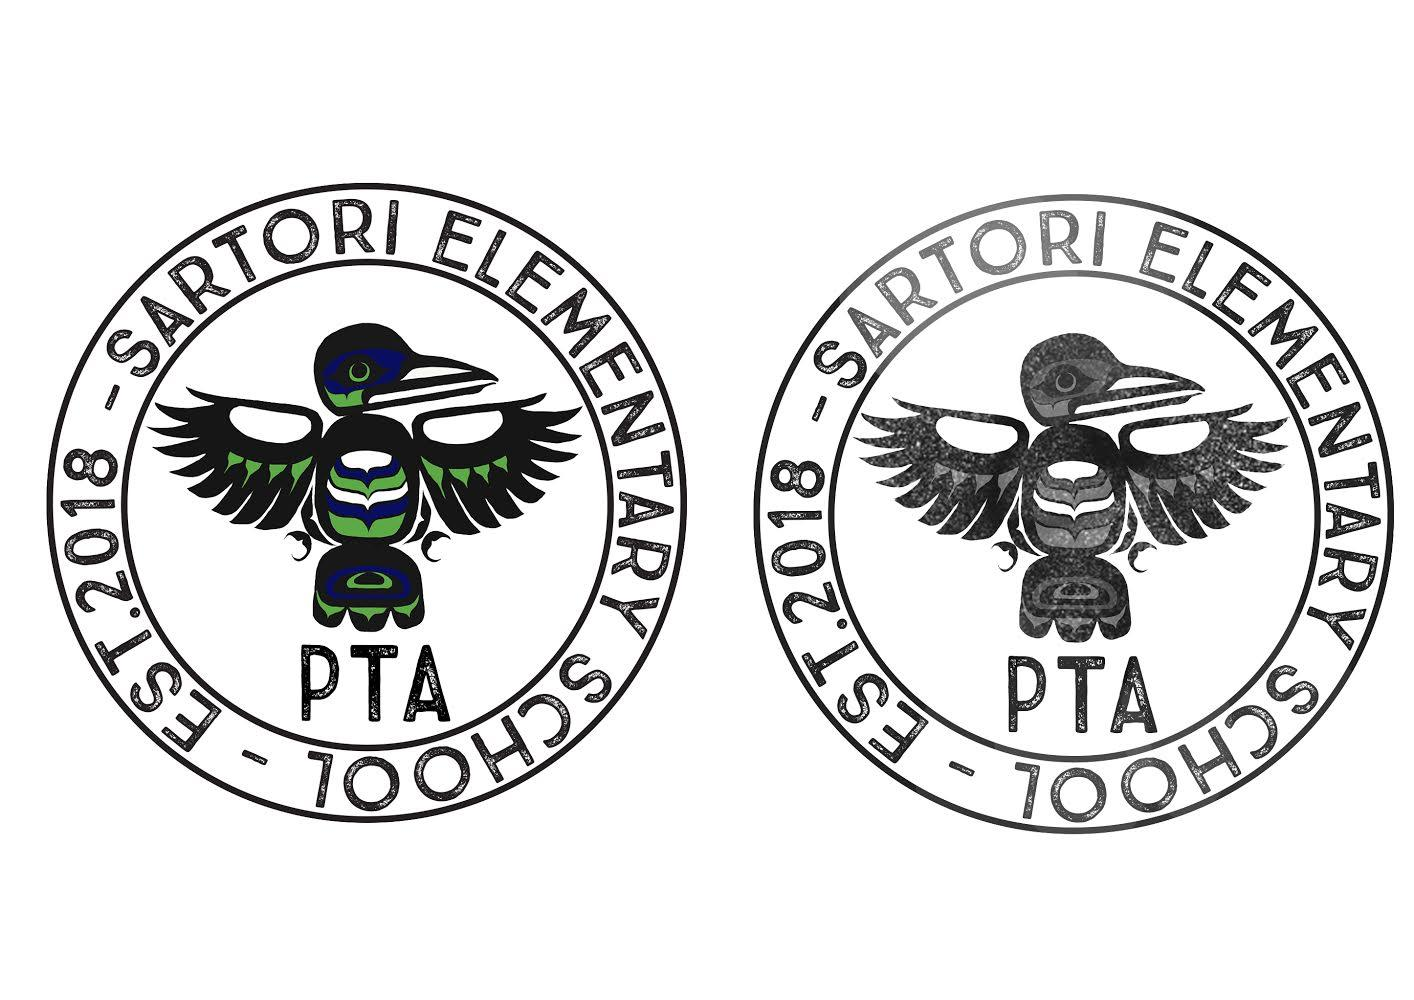 -SARTORI ELEMENTARY SCHOOL - EST.2018
PTA
-SARTORI ELEMENTARY SCHOOL - EST.2018
PTA